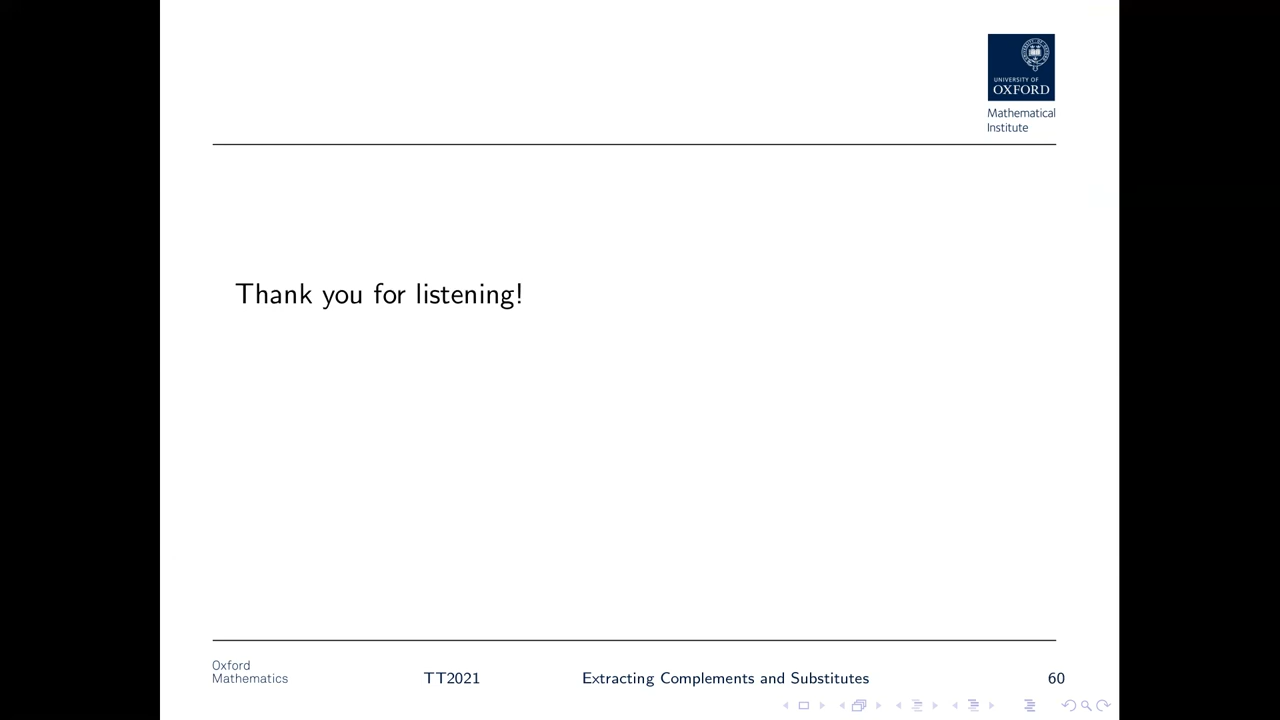 UNIVERSITY OF
OXFORD
Mathematical
Institute
Thank you for listening!
Oxford
Mathematics
TT2021
Extracting Complements and Substitutes
60